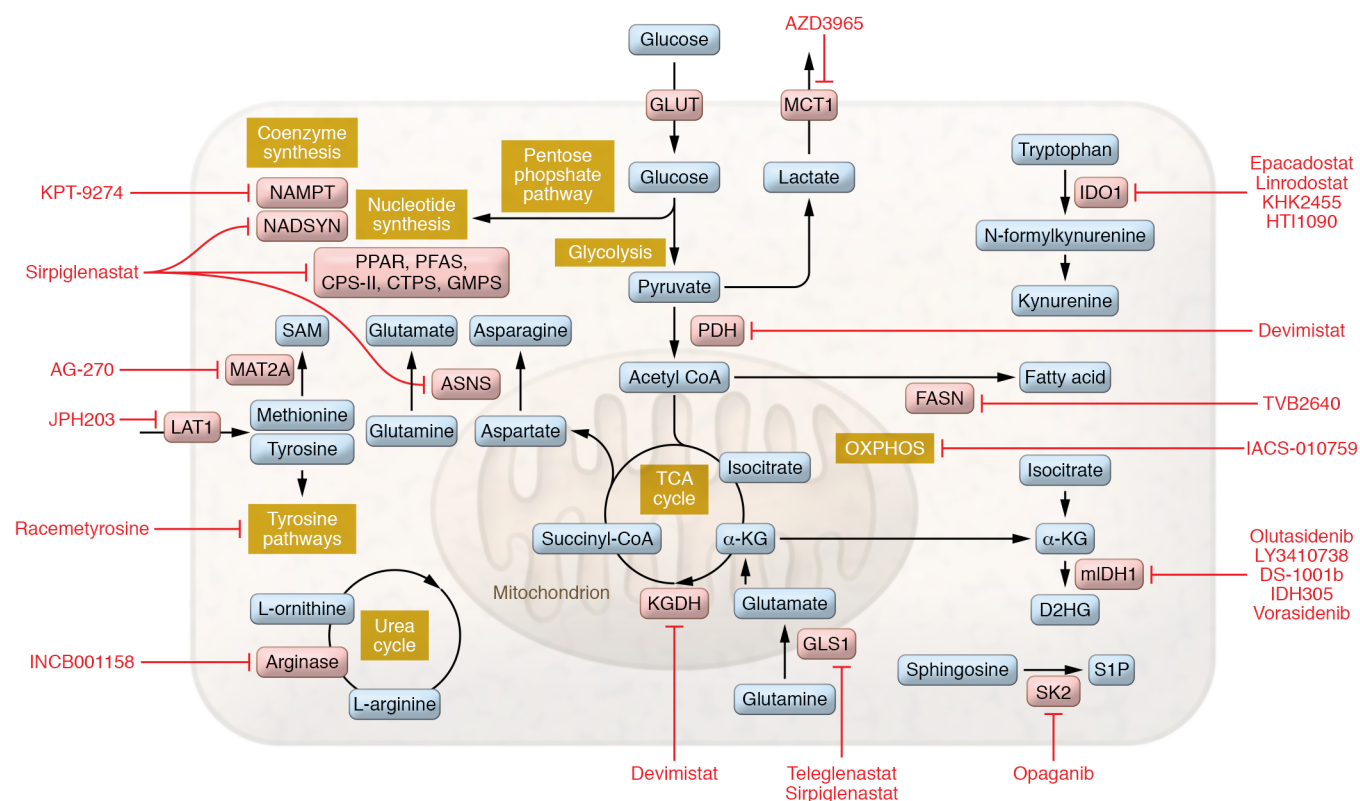 AZD3965
Glucose
GLUT
MCT1
Coenzyme
synthesis
Pentose
phopshate
pathway
Tryptophan
Epacadostat
Linrodostat
KHK2455
HTI1090
KPT-9274
NAMPT
Glucose
Lactate
IDO1
NADSYN
Nucleotide
synthesis
N-formylkynurenine
Glycolysis
Sirpiglenastat
PPAR, PFAS,
CPS-II, CTPS, GMPS
Pyruvate
Kynurenine
SAM
Glutamate
Asparagine
PDH
Devimistat
AG-270
MAT2A
ASNS
Acetyl CoA
Fatty acid
FASN
TVB2640
JPH203
LAT1
Methionine
Tyrosine
Glutamine
Aspartate
OXPHOS
IACS-010759
TCA
cycle
Isocitrate
Isocitrate
Racemetyrosine
Tyrosine
pathways
Succinyl-CoA
α-KG
α-KG
Olutasidenib
LY3410738
DS-1001b
IDH305
Vorasidenib
mIDH1
D2HG
Mitochondrion
KGDH
Glutamate
L-ornithine
Urea
cycle
GLS1
INCB001158
Arginase
L-arginine
Glutamine
Sphingosine
S1P
SK2
Devimistat
Teleglenastat
Sirpiglenastat
Opaganib